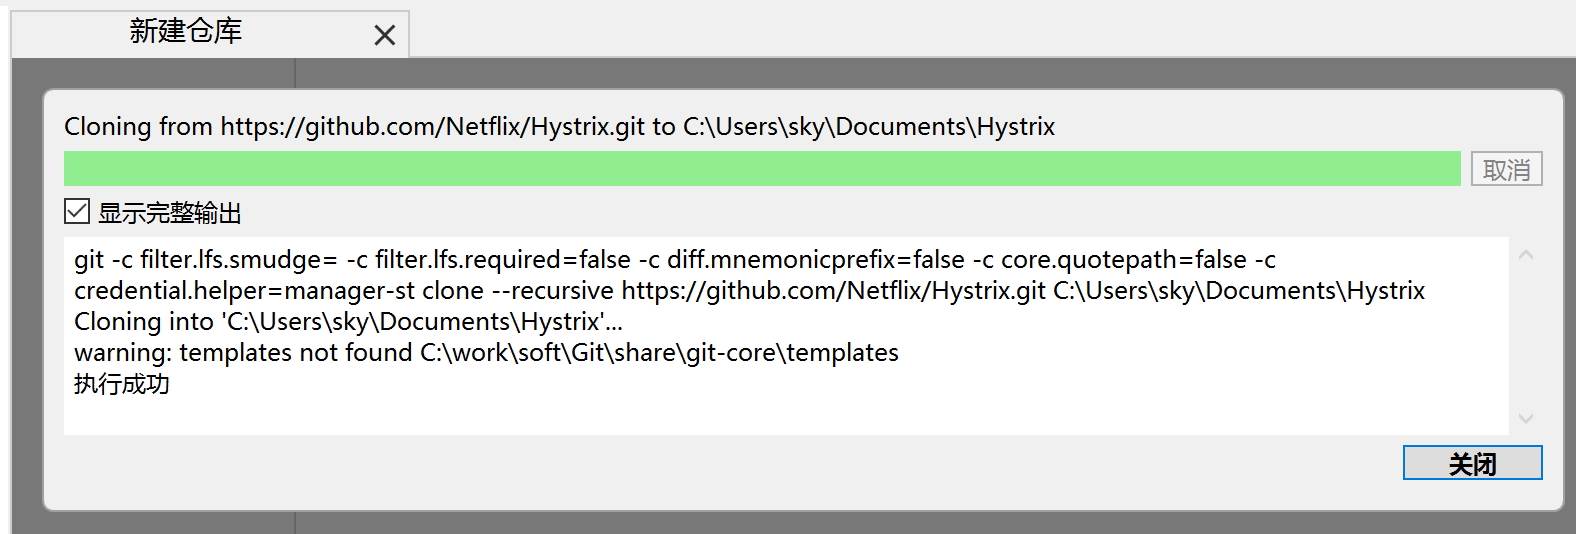 新建仓库
Cloning from https://github.com/Netflix/Hystrix.git to C:\Users\sky\Documents\Hystrix
取消
显示完整输出
git -c filter.lfs.smudge= -c filter.lfs.required=false -c diff.mnemonicprefix=false -c core.quotepath=false -c
credential.helper=manager-st clone --recursive https://github.com/Netflix/Hystrix.git C:\Users\sky\Documents\Hystrix
Cloning into 'C:\Users\sky\Documents\Hystrix'...
warning: templates not found C:\work\soft\Git\share\git-core\templates
执行成功
关闭